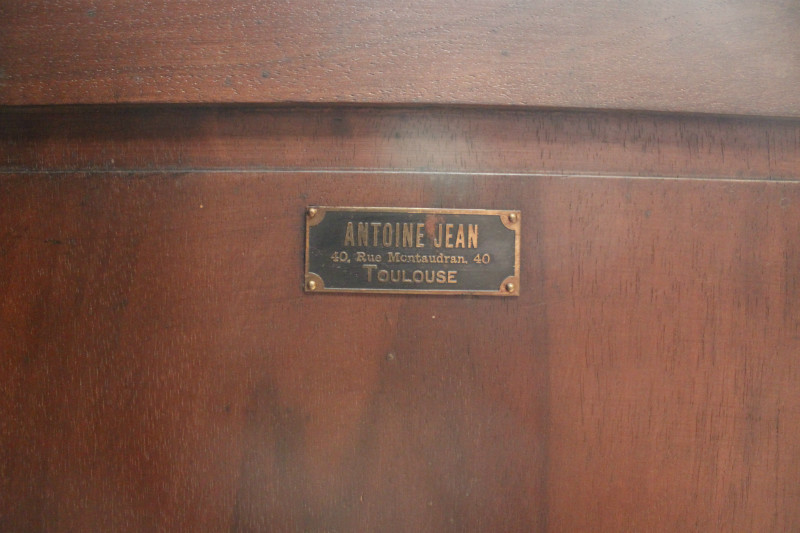 ANTOINE JEAN
40, Rue Montaudran, 40
TOULOUSE